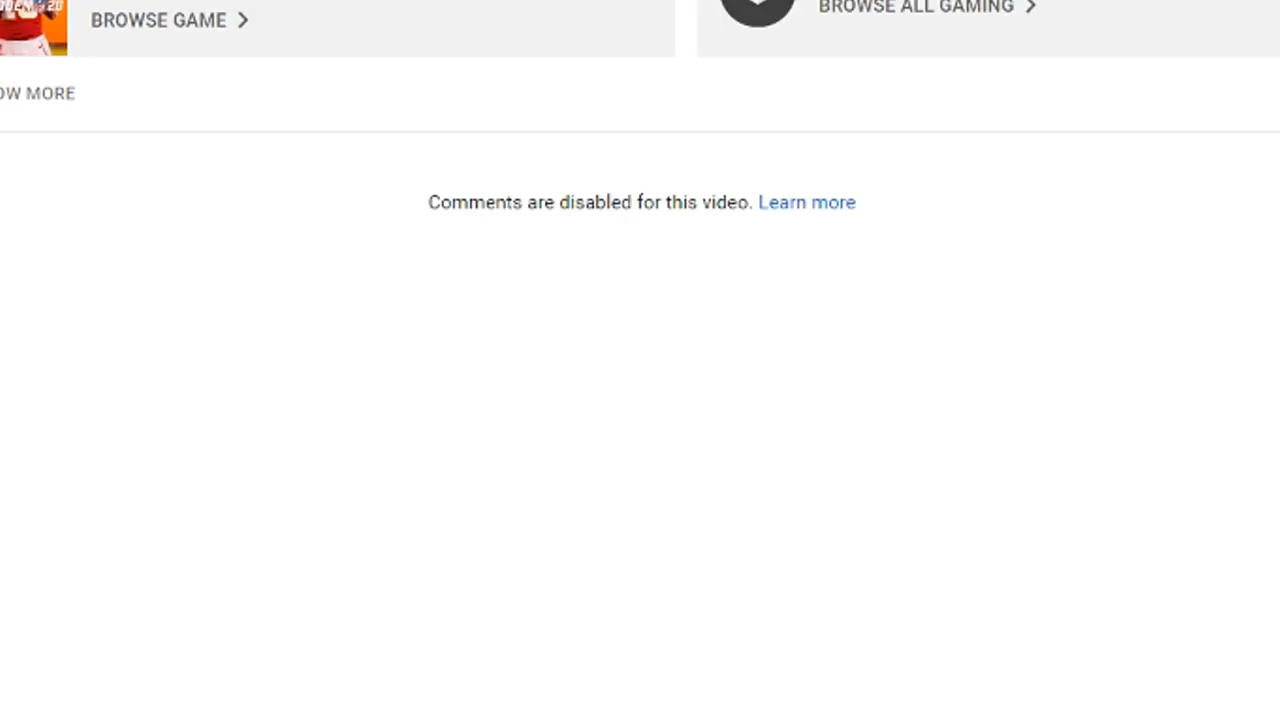 BROWSE GAME
BROWSE ALL GAMING
OW MORE
Comments are disabled for this video. Learn more